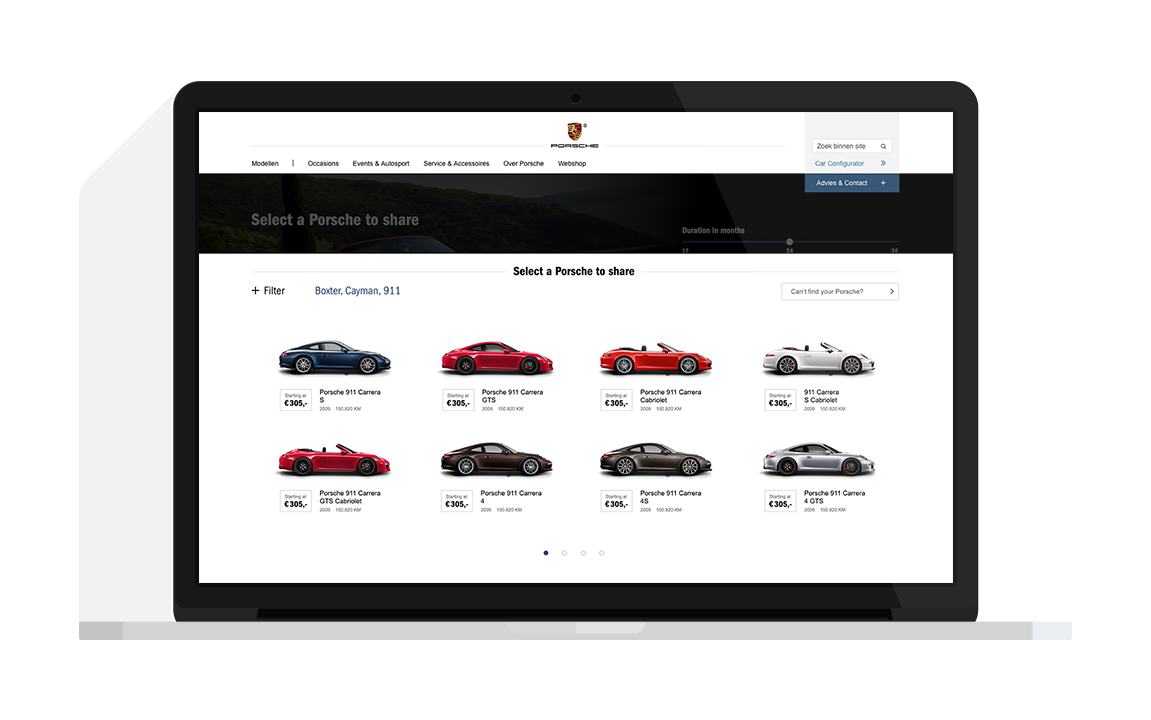 PORSCHE
Zoek binnen site
Modellen | Occasions Events & Autosport Service & Accessoires Over Porsche Webshop
Car Configurator »
Advies & Contact +
Select a Porsche to share
Duration in months
12 24 36
Select a Porsche to share
+ Filter Boxter, Cayman, 911
Can't find your Porsche?
Starting at
€305,-
Porsche 911 Carrera
S
2009 150.820 KM
Starting at
€305,-
Porsche 911 Carrera
GTS
2009 150.820 KM
Starting at
€305,-
Porsche 911 Carrera
Cabriolet
2009 150.820 KM
Starting at
€305,-
911 Carrera
S Cabriolet
2009 150.820 KM
Starting at
€305,-
Porsche 911 Carrera
GTS Cabriolet
2009 150.820 KM
Starting at
€305,-
Porsche 911 Carrera
4
2009 150.820 KM
Starting at
€305,-
Porsche 911 Carrera
4S
2009 150.820 KM
Starting at
€305,-
Porsche 911 Carrera
4 GTS
2009 150.820 KM